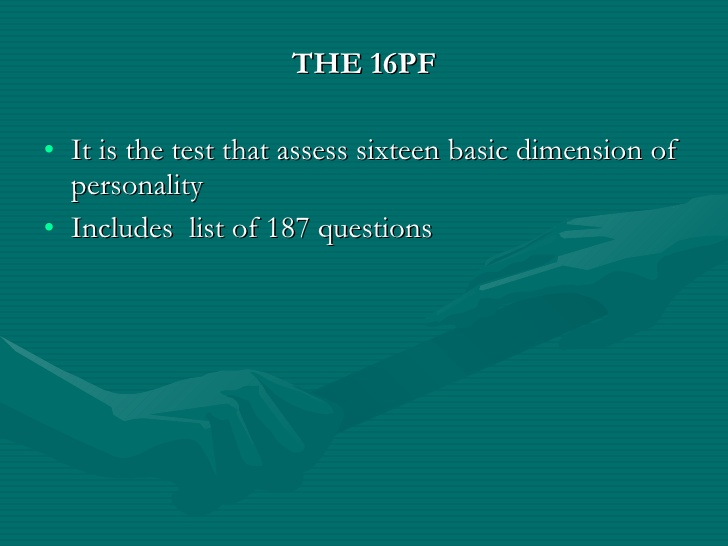 THE 16PF
• It is the test that assess sixteen basic dimension of
personality
• Includes  list of 187 questions